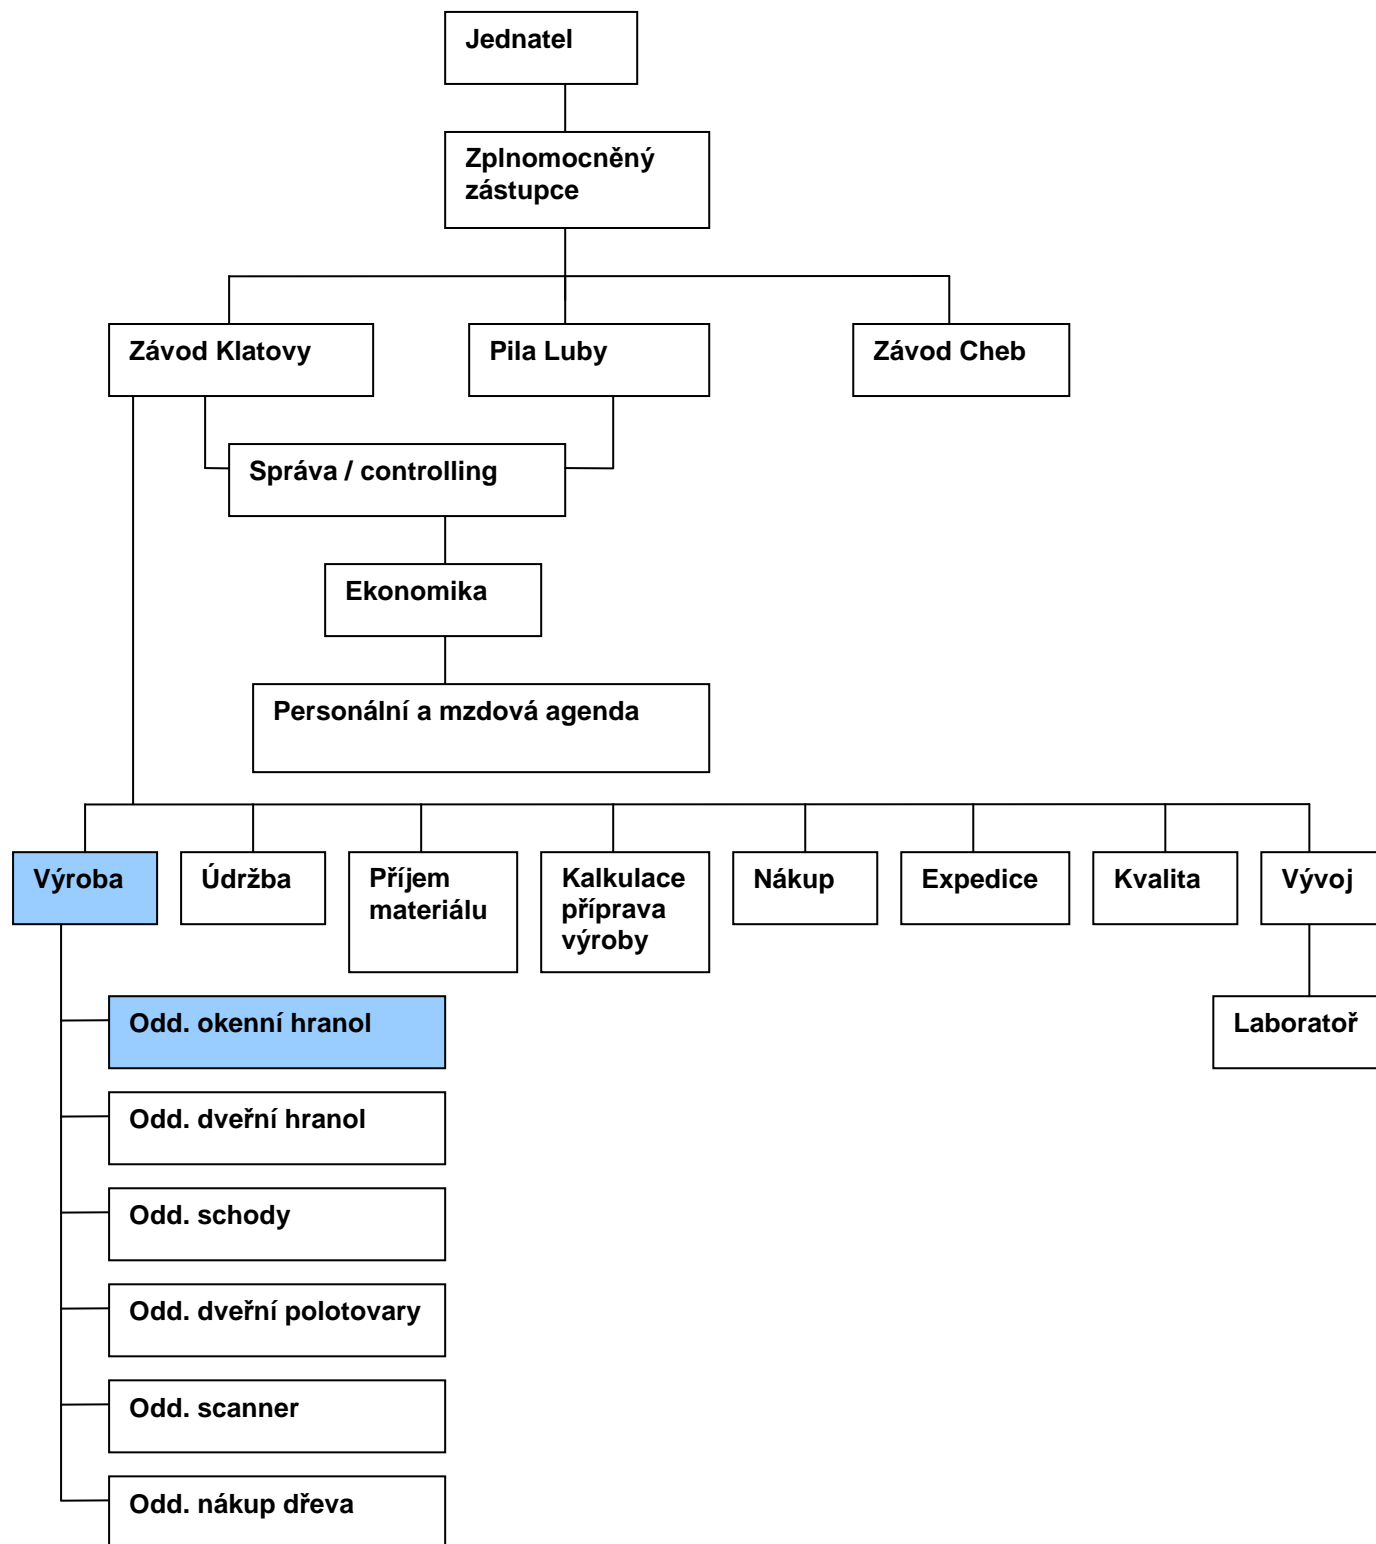 Jednatel
Zplnomocněný
zástupce
Závod Klatovy
Pila Luby
Závod Cheb
Správa / controlling
Ekonomika
Personální a mzdová agenda
Výroba
Údržba
Příjem
materiálu
Kalkulace
příprava
výroby
Nákup
Expedice
Kvalita
Vývoj
Odd. okenní hranol
Laboratoř
Odd. dveřní hranol
Odd. schody
Odd. dveřní polotovary
Odd. scanner
Odd. nákup dřeva